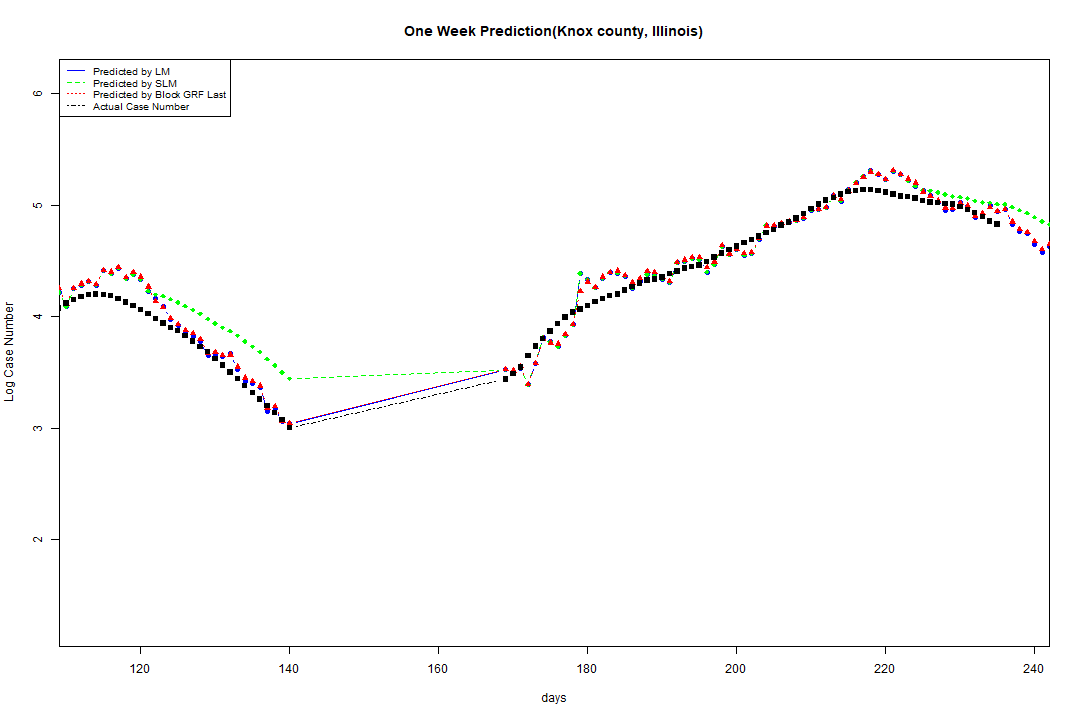 One Week Prediction(Knox county, Illinois)
Predicted by LM
Predicted by SLM
Predicted by Block GRF Last
Actual Case Number
6
5
4
3
2
Log Case Number
120 140 160 180 200 220 240
days